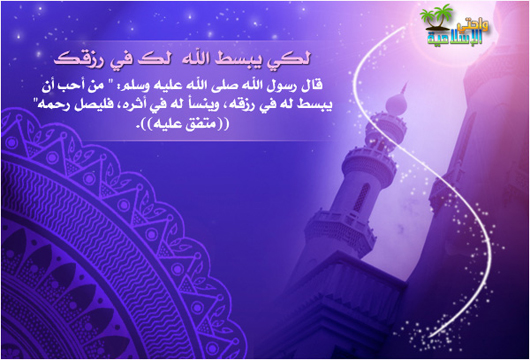 واحتي
الإسلامية
لكي يبسط الله لك في رزقك
قال رسول الله صلى الله عليه وسلم: " من أحب أن
يبسط له في رزقه، وينسأ له في أثره، فليصل رحمه"
((متفق عليه)).